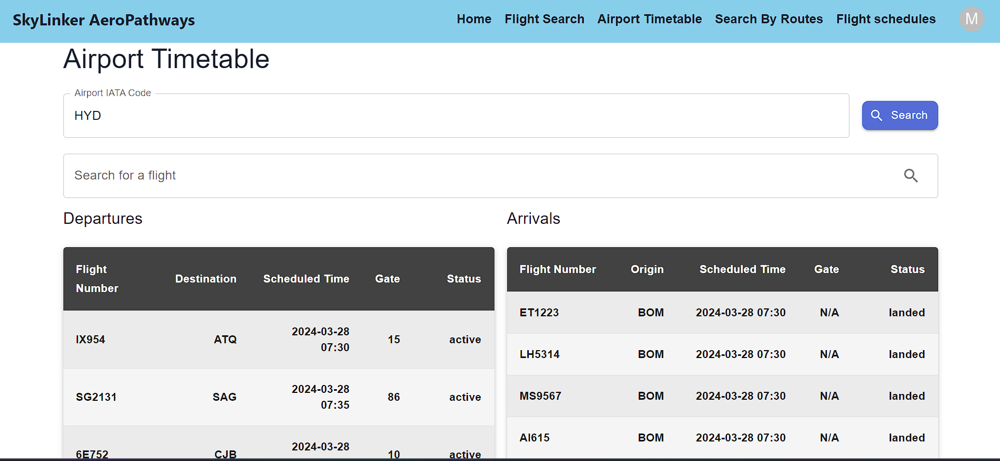 SkyLinker AeroPathways
Home Flight Search Airport Timetable Search By Routes Flight schedules M
Airport Timetable
Airport IATA Code
HYD
Search
Search for a flight
Departures
Flight Number Destination Scheduled Time Gate Status
IX954 ATQ 2024-03-28 07:30 15 active
SG2131 SAG 2024-03-28 07:35 86 active
6E752 CJB 2024-03-28 10 active
Arrivals
Flight Number Origin Scheduled Time Gate Status
ET1223 BOM 2024-03-28 07:30 N/A landed
LH5314 BOM 2024-03-28 07:30 N/A landed
MS9567 BOM 2024-03-28 07:30 N/A landed
AI615 BOM 2024-03-28 07:30 N/A landed